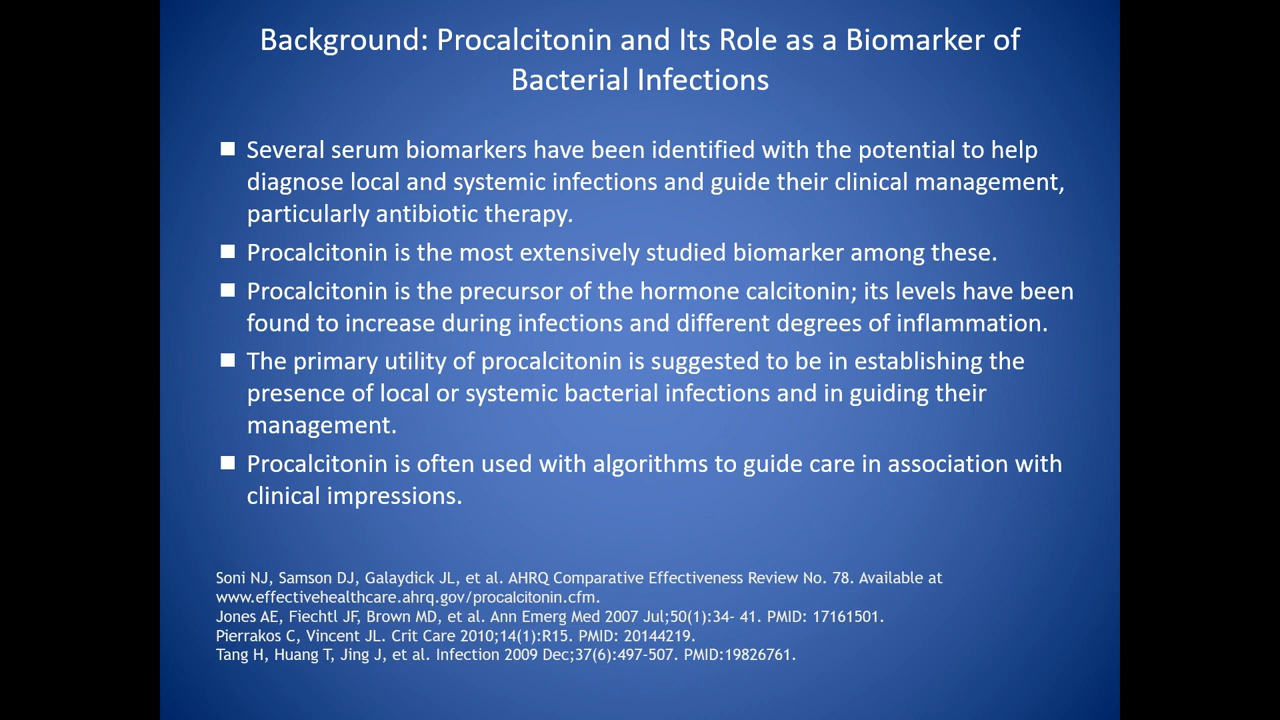 Background: Procalcitonin and Its Role as a Biomarker of
Bacterial Infections
■ Several serum biomarkers have been identified with the potential to help
diagnose local and systemic infections and guide their clinical management,
particularly antibiotic therapy.
■ Procalcitonin is the most extensively studied biomarker among these.
■ Procalcitonin is the precursor of the hormone calcitonin; its levels have been
found to increase during infections and different degrees of inflammation.
■ The primary utility of procalcitonin is suggested to be in establishing the
presence of local or systemic bacterial infections and in guiding their
management.
■ Procalcitonin is often used with algorithms to guide care in association with
clinical impressions.
Soni NJ, Samson DJ, Galaydick JL, et al. AHRQ Comparative Effectiveness Review No. 78. Available at
www.effectivehealthcare.ahrq.gov/procalcitonin.cfm.
Jones AE, Fiechtl JF, Brown MD, et al. Ann Emerg Med 2007 Jul;50(1):34- 41. PMID: 17161501.
Pierrakos C, Vincent JL. Crit Care 2010;14(1):R15. PMID: 20144219.
Tang H, Huang T, Jing J, et al. Infection 2009 Dec;37(6):497-507. PMID:19826761.